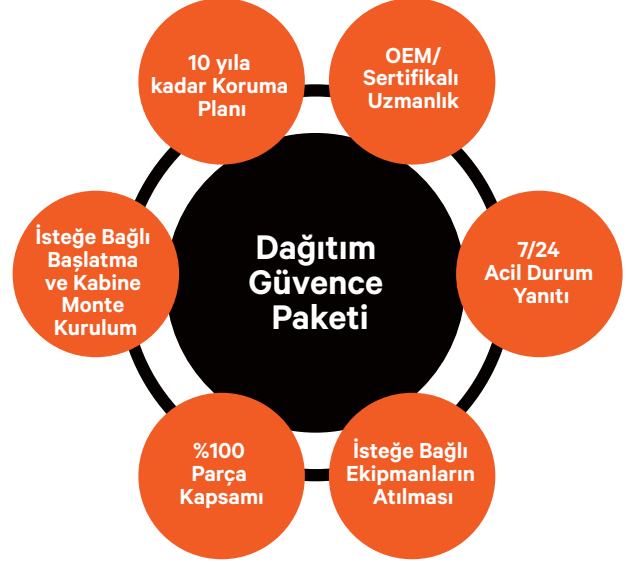 10 yıla
kadar Koruma
Planı
OEM/
Sertifikalı
Uzmanlık
İsteğe Bağlı
Başlatma
ve Kabine
Monte
Kurulum
Dağıtım
Güvence
Paketi
7/24
Acil Durum
Yanıtı
%100
Parça
Kapsamı
İsteğe Bağlı
Ekipmanların
Atılması